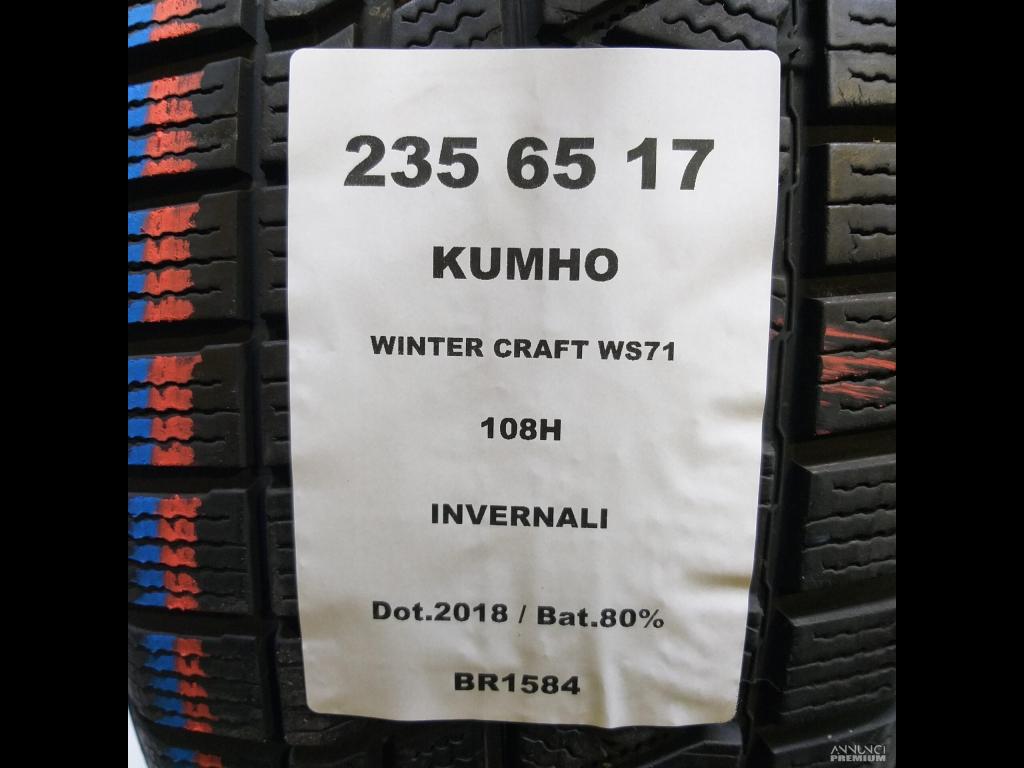 235 65 17
KUMHO
WINTER CRAFT WS71
108H
INVERNALI
Dot.2018 / Bat.80%
BR1584
ANNUNCI
PREMIUM